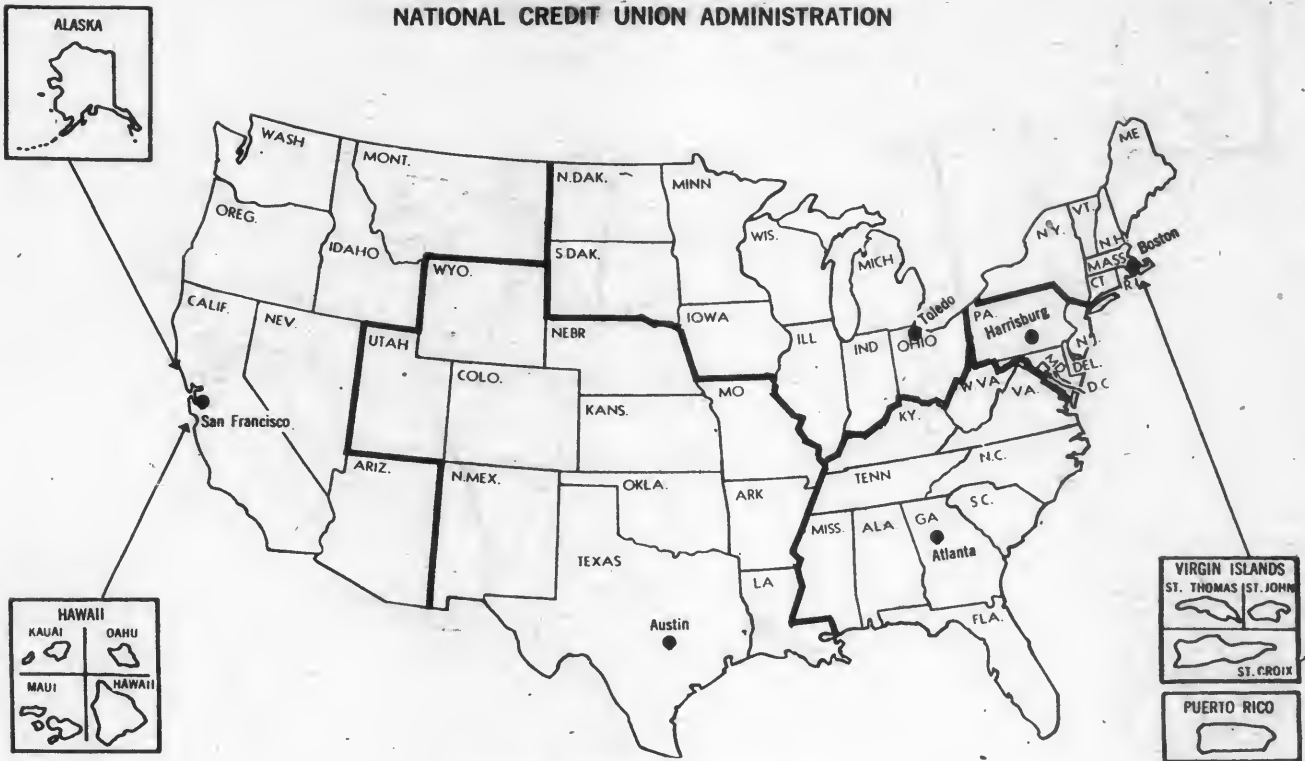 NATIONAL CREDIT UNION ADMINISTRATION
ALASKA
WASH
MONT.
N.DAK.
MINN
ME
OREG.
IDAHO
S.DAK.
WIS.
MICH
N.Y.
VT.
N.H.
MASS
Boston
CT
R.I.
WYO.
CALIF.
NEV.
UTAH
NEBR
IOWA
ILL
IND
OHIO
Toledo
PA.
Harrisburg
N.J.
DEL.
MD.
D.C
COLO.
KANS.
MO
KY.
W.VA.
VA.
San Francisco
ARIZ.
N.MEX.
OKLA.
ARK
TENN
N.C.
S.C.
MISS.
ALA.
GA
Atlanta
TEXAS
LA
FLA.
Austin
HAWAII
KAUAI
OAHU
MAUI
HAWAII
VIRGIN ISLANDS
ST. THOMAS
ST. JOHN
ST. CROIX
PUERTO RICO